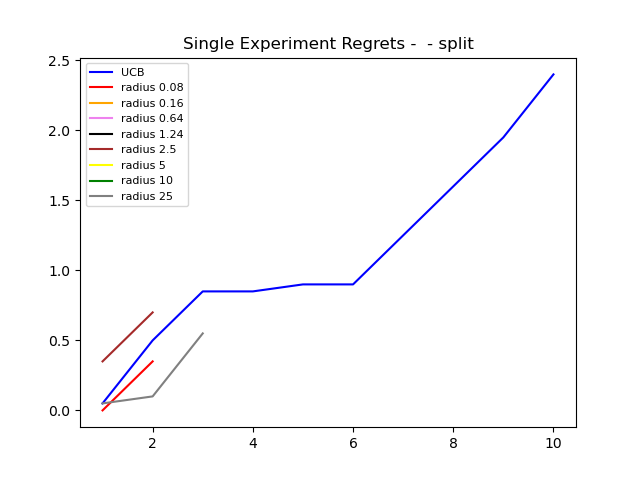 Single Experiment Regrets -  - split
2.5
2.0
1.5
1.0
0.5
0.0
UCB
radius 0.08
radius 0.16
radius 0.64
radius 1.24
radius 2.5
radius 5
radius 10
radius 25
2 4 6 8 10